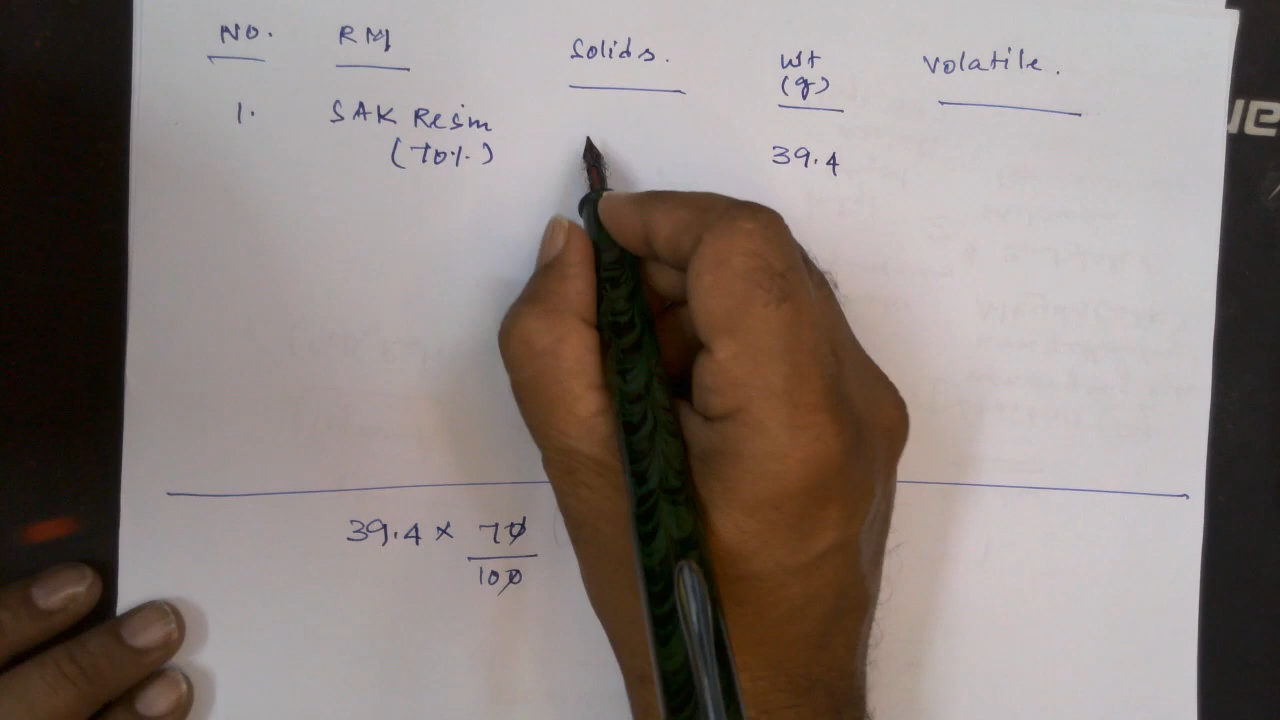 NO. RM Solids. Wt (g) Volatile.
1. SAK Resin (70%) 39.4
39.4 × 70
100